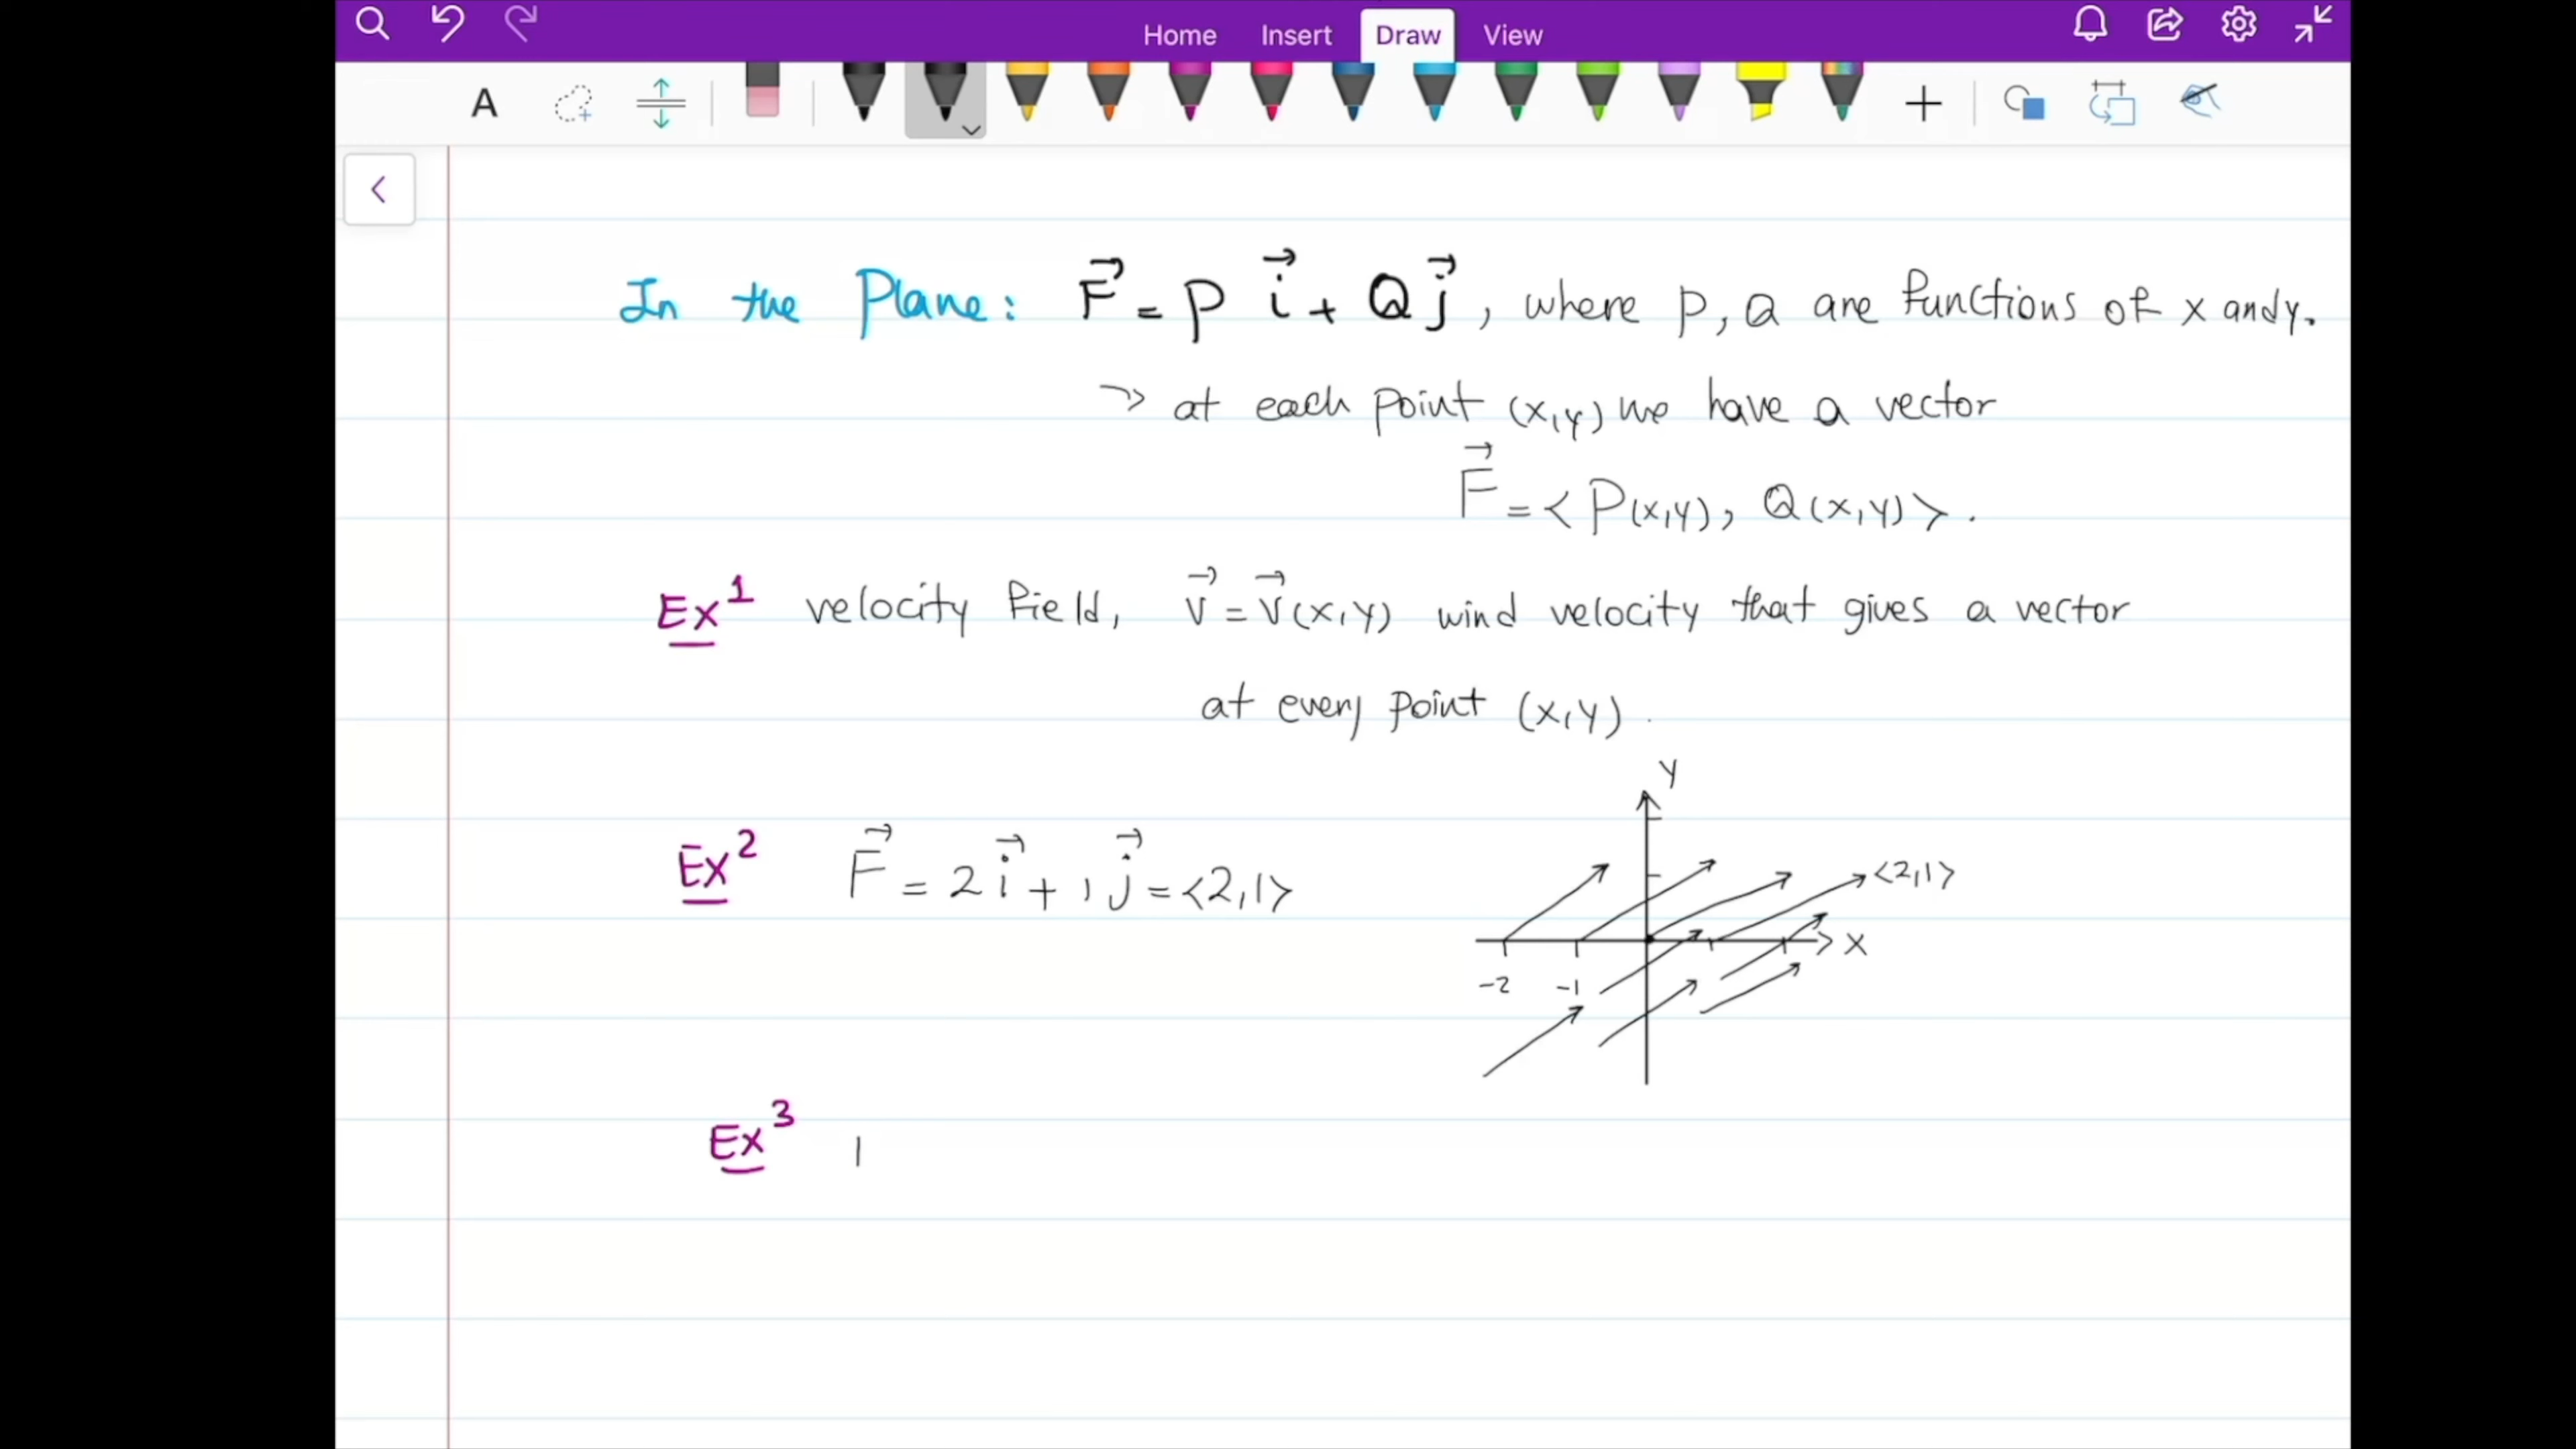 Home Insert Draw View
A
In the Plane: F⃗ = P i⃗ + Q j⃗, where P, Q are functions of x and y.
→ at each point (x,y) we have a vector
F⃗ = <P(x,y), Q(x,y)>.
Ex1 velocity field, v⃗ = v⃗(x,y) wind velocity that gives a vector
at every point (x,y).
Y
Ex2 F⃗ = 2 i⃗ + 1 j⃗ = <2,1>
<2,1>
X
-2 -1
Ex3 |